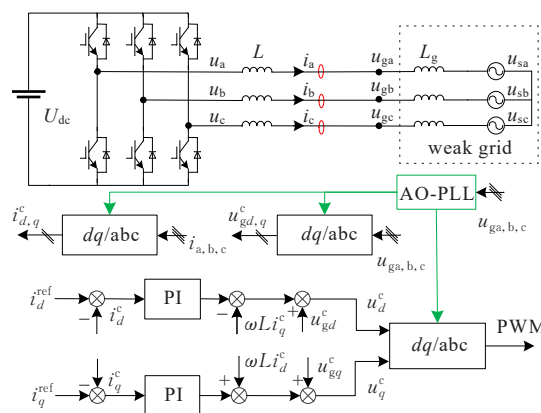 U_dc
u_a L i_a u_ga L_g u_sa
u_b i_b u_gb u_sb
u_c i_c u_gc u_sc
weak grid
AO-PLL
u_ga, b, c
i^c_d, q dq/abc i_a, b, c
u^c_gd, q dq/abc u_ga, b, c
i^ref_d − i^c_d PI − ωLi^c_q + u^c_gd u^c_d
dq/abc PWM
i^ref_q − i^c_q PI + ωLi^c_d + u^c_gq u^c_q